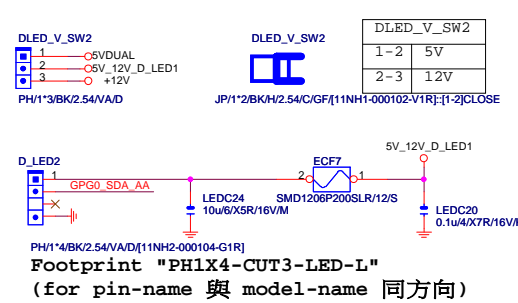 DLED_V_SW2
1 5VDUAL
2 5V_12V_D_LED1
3 +12V
PH/1*3/BK/2.54/VA/D
DLED_V_SW2
JP/1*2/BK/H/2.54/C/GF/[11NH1-000102-V1R]::[1-2]CLOSE
DLED_V_SW2
1-2 5V
2-3 12V
5V_12V_D_LED1
D_LED2
1
GPG0_SDA_AA
ECF7
2 1
SMD1206P200SLR/12/S
LEDC24
10u/6/X5R/16V/M
LEDC20
0.1u/4/X7R/16V/
PH/1*4/BK/2.54/VA/D/[11NH2-000104-G1R]
Footprint "PH1X4-CUT3-LED-L"
(for pin-name 與 model-name 同方向)